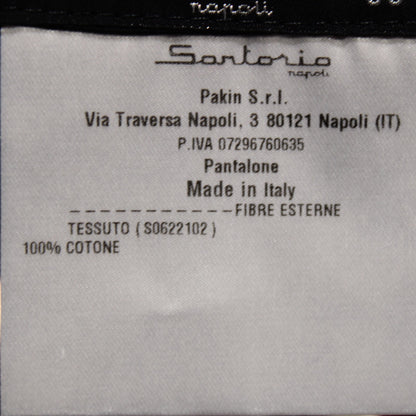 napoli
Sartorio
napoli
Pakin S.r.l.
Via Traversa Napoli, 3 80121 Napoli (IT)
P.IVA 07296760635
Pantalone
Made in Italy
------------FIBRE ESTERNE
TESSUTO ( S0622102 )
100% COTONE